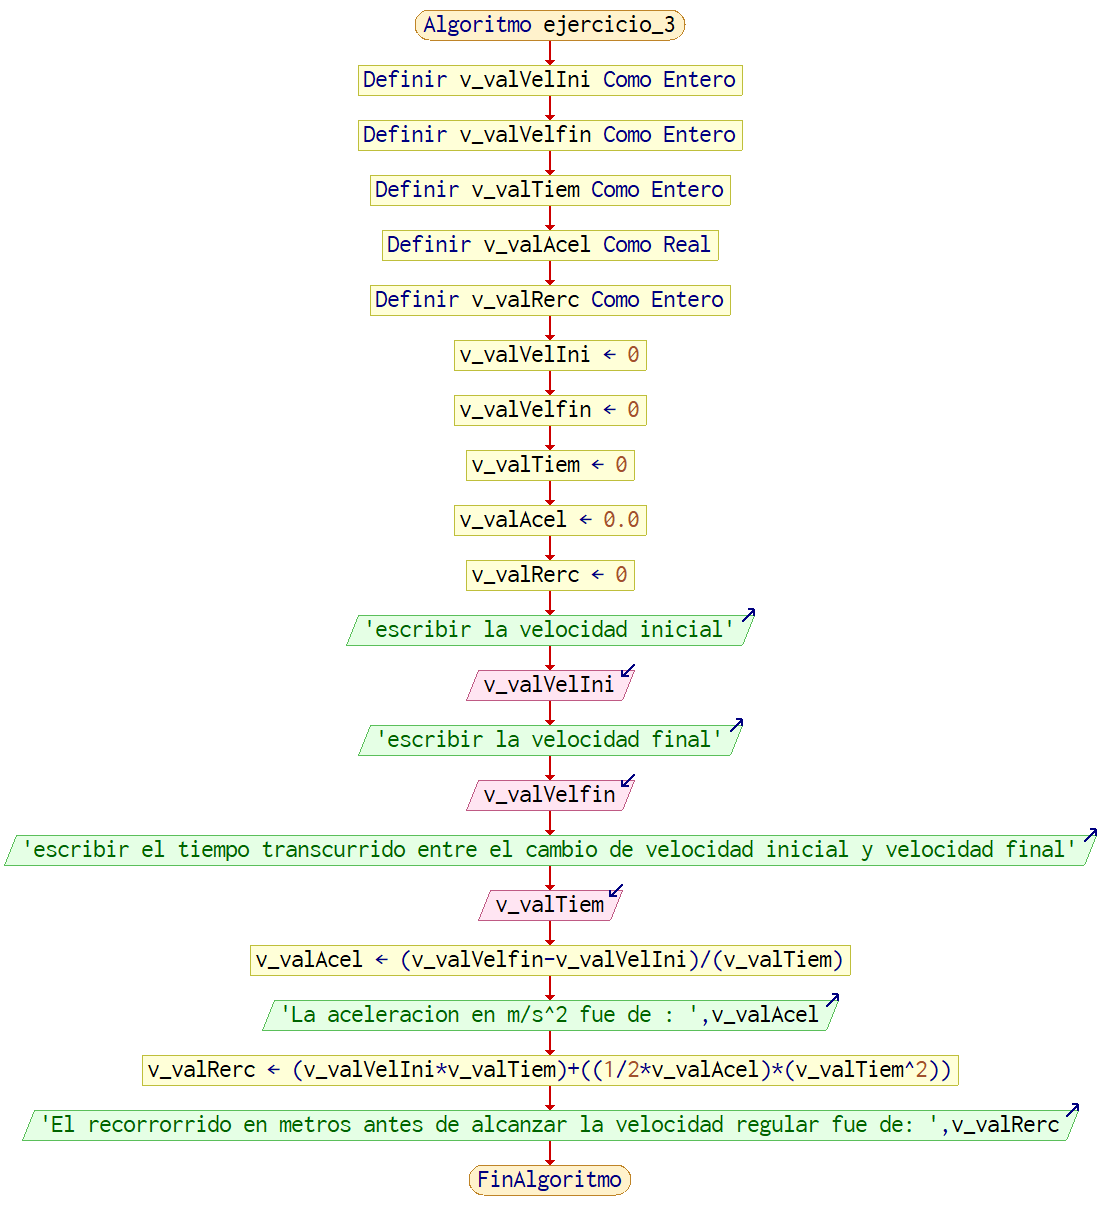 Algoritmo ejercicio_3
Definir v_valVelIni Como Entero
Definir v_valVelfin Como Entero
Definir v_valTiem Como Entero
Definir v_valAcel Como Real
Definir v_valRerc Como Entero
v_valVelIni ← 0
v_valVelfin ← 0
v_valTiem ← 0
v_valAcel ← 0.0
v_valRerc ← 0
'escribir la velocidad inicial'
v_valVelIni
'escribir la velocidad final'
v_valVelfin
'escribir el tiempo transcurrido entre el cambio de velocidad inicial y velocidad final'
v_valTiem
v_valAcel ← (v_valVelfin-v_valVelIni)/(v_valTiem)
'La aceleracion en m/s^2 fue de : ',v_valAcel
v_valRerc ← (v_valVelIni*v_valTiem)+((1/2*v_valAcel)*(v_valTiem^2))
'El recorrorrido en metros antes de alcanzar la velocidad regular fue de: ',v_valRerc
FinAlgoritmo